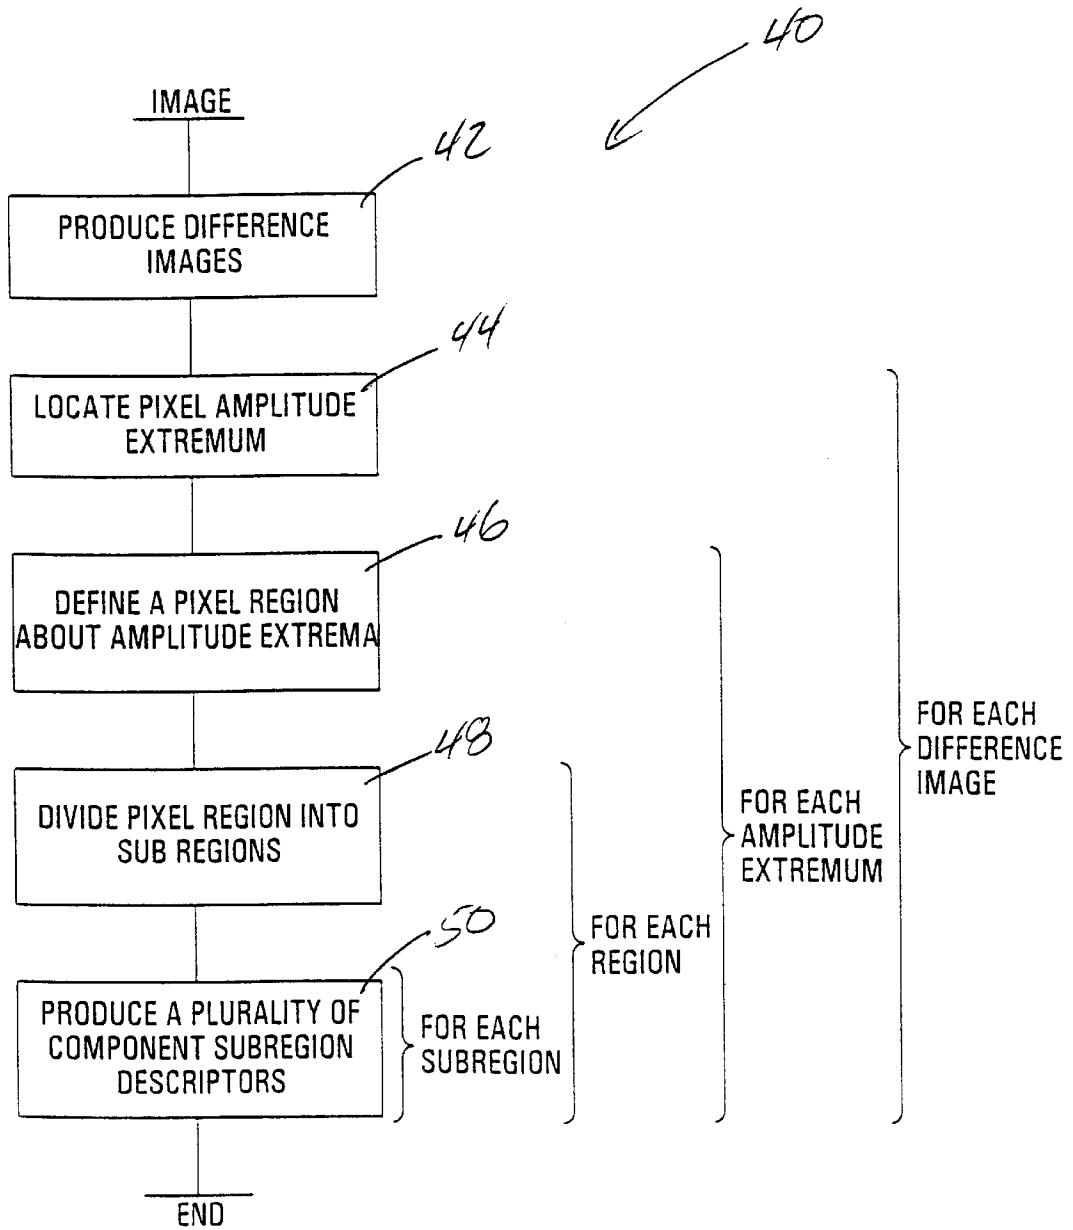 40
IMAGE
42
PRODUCE DIFFERENCE
IMAGES
44
LOCATE PIXEL AMPLITUDE
EXTREMUM
46
DEFINE A PIXEL REGION
ABOUT AMPLITUDE EXTREMA
48
DIVIDE PIXEL REGION INTO
SUB REGIONS
50
PRODUCE A PLURALITY OF
COMPONENT SUBREGION
DESCRIPTORS
FOR EACH
SUBREGION
FOR EACH
REGION
FOR EACH
AMPLITUDE
EXTREMUM
FOR EACH
DIFFERENCE
IMAGE
END